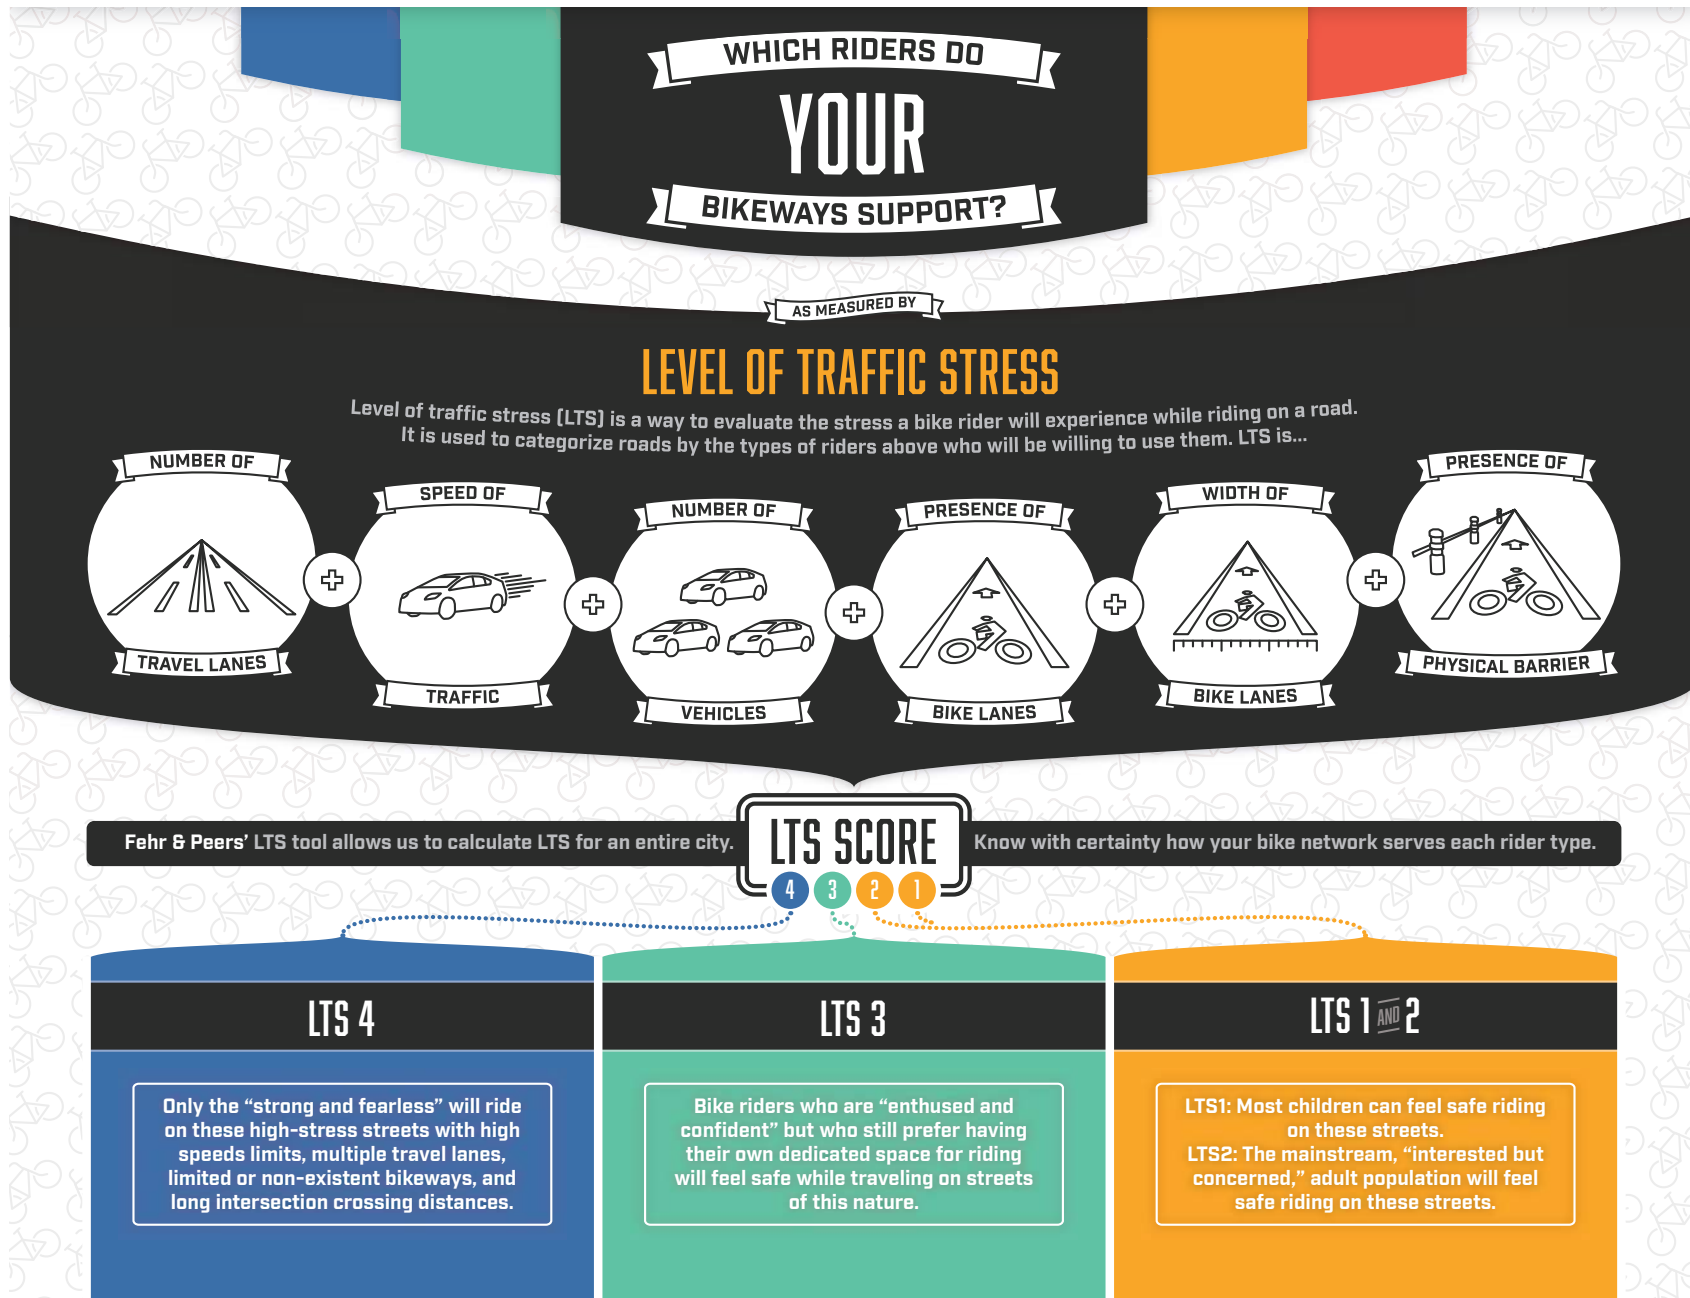 WHICH RIDERS DO
YOUR
BIKEWAYS SUPPORT?
AS MEASURED BY
LEVEL OF TRAFFIC STRESS
Level of traffic stress (LTS) is a way to evaluate the stress a bike rider will experience while riding on a road.
It is used to categorize roads by the types of riders above who will be willing to use them. LTS is...
NUMBER OF
TRAVEL LANES
SPEED OF
TRAFFIC
NUMBER OF
VEHICLES
PRESENCE OF
BIKE LANES
WIDTH OF
BIKE LANES
PRESENCE OF
PHYSICAL BARRIER
Fehr & Peers’ LTS tool allows us to calculate LTS for an entire city.
LTS SCORE
4 3 2 1
Know with certainty how your bike network serves each rider type.
LTS 4
Only the “strong and fearless” will ride
on these high-stress streets with high
speeds limits, multiple travel lanes,
limited or non-existent bikeways, and
long intersection crossing distances.
LTS 3
Bike riders who are “enthused and
confident” but who still prefer having
their own dedicated space for riding
will feel safe while traveling on streets
of this nature.
LTS 1 AND 2
LTS1: Most children can feel safe riding
on these streets.
LTS2: The mainstream, “interested but
concerned,” adult population will feel
safe riding on these streets.